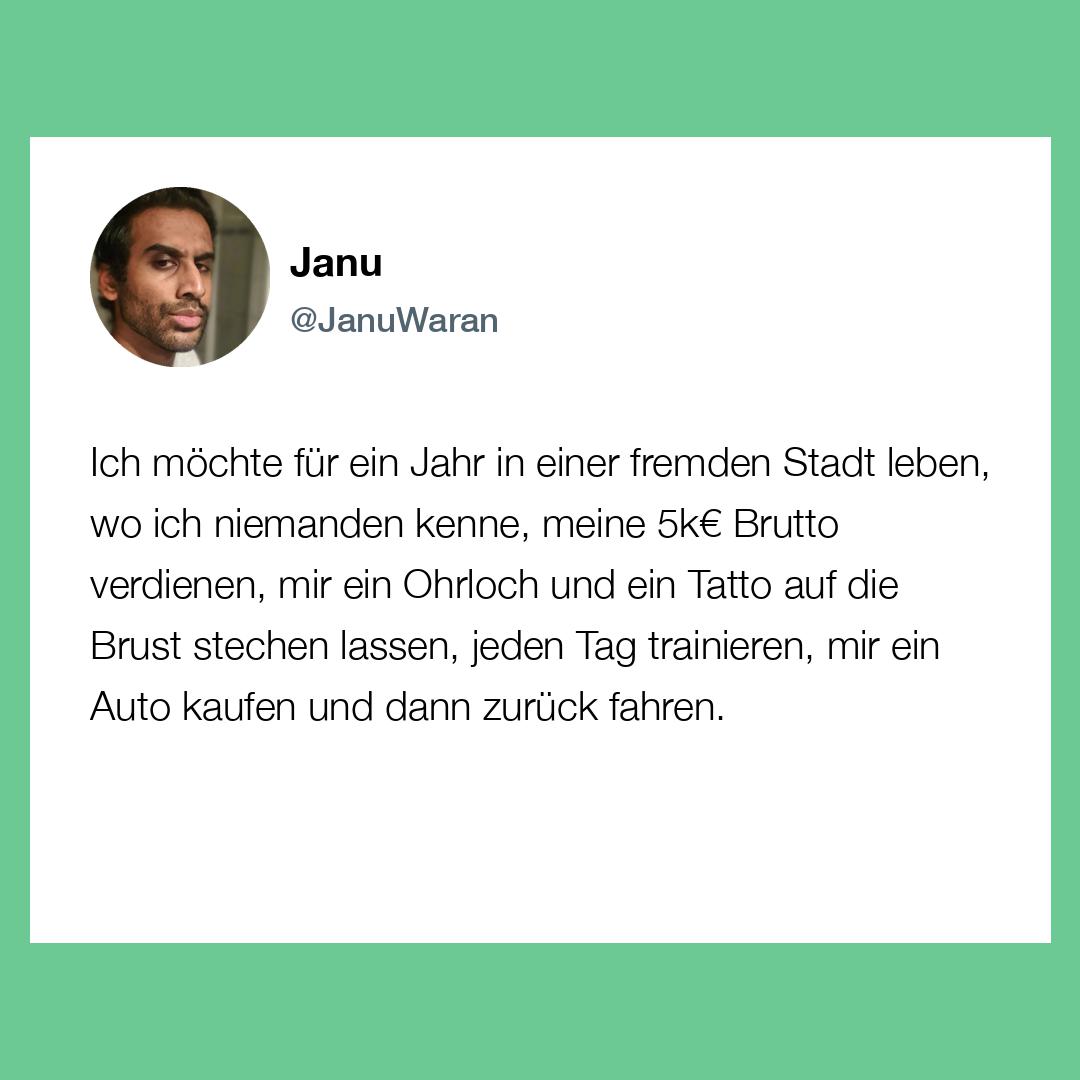 Janu
@JanuWaran
Ich möchte für ein Jahr in einer fremden Stadt leben,
wo ich niemanden kenne, meine 5k€ Brutto
verdienen, mir ein Ohrloch und ein Tatto auf die
Brust stechen lassen, jeden Tag trainieren, mir ein
Auto kaufen und dann zurück fahren.